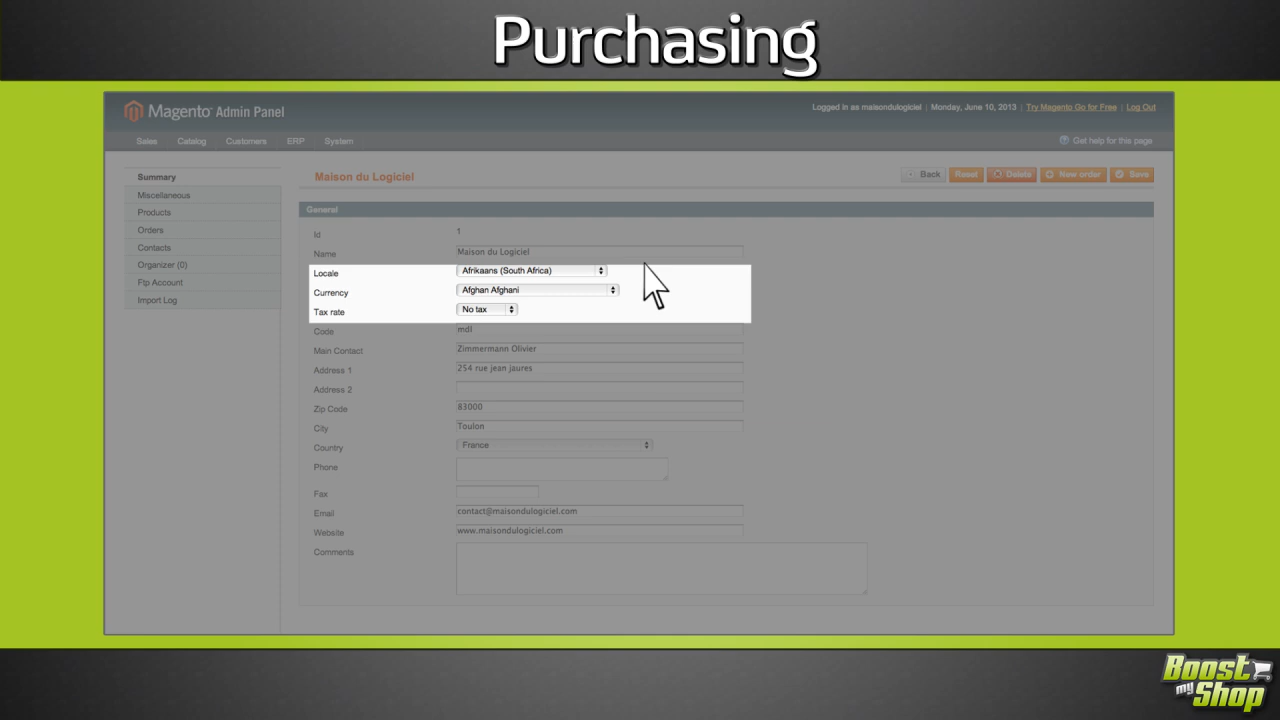 Purchasing
Magento Admin Panel
Logged in as maisondulogiciel | Monday, June 10, 2013 | Try Magento Go for Free | Log Out
Sales Catalog Customers ERP System Get help for this page
Summary
Miscellaneous
Products
Orders
Contacts
Organizer (0)
Ftp Account
Import Log
Maison du Logiciel Back Reset Delete New order Save
General
Id 1
Name Maison du Logiciel
Locale Afrikaans (South Africa)
Currency Afghan Afghani
Tax rate No tax
Code mdl
Main Contact Zimmermann Olivier
Address 1 254 rue jean jaures
Address 2
Zip Code 83000
City Toulon
Country France
Phone
Fax
Email contact@maisondulogiciel.com
Website www.maisondulogiciel.com
Comments
Boost
my Shop